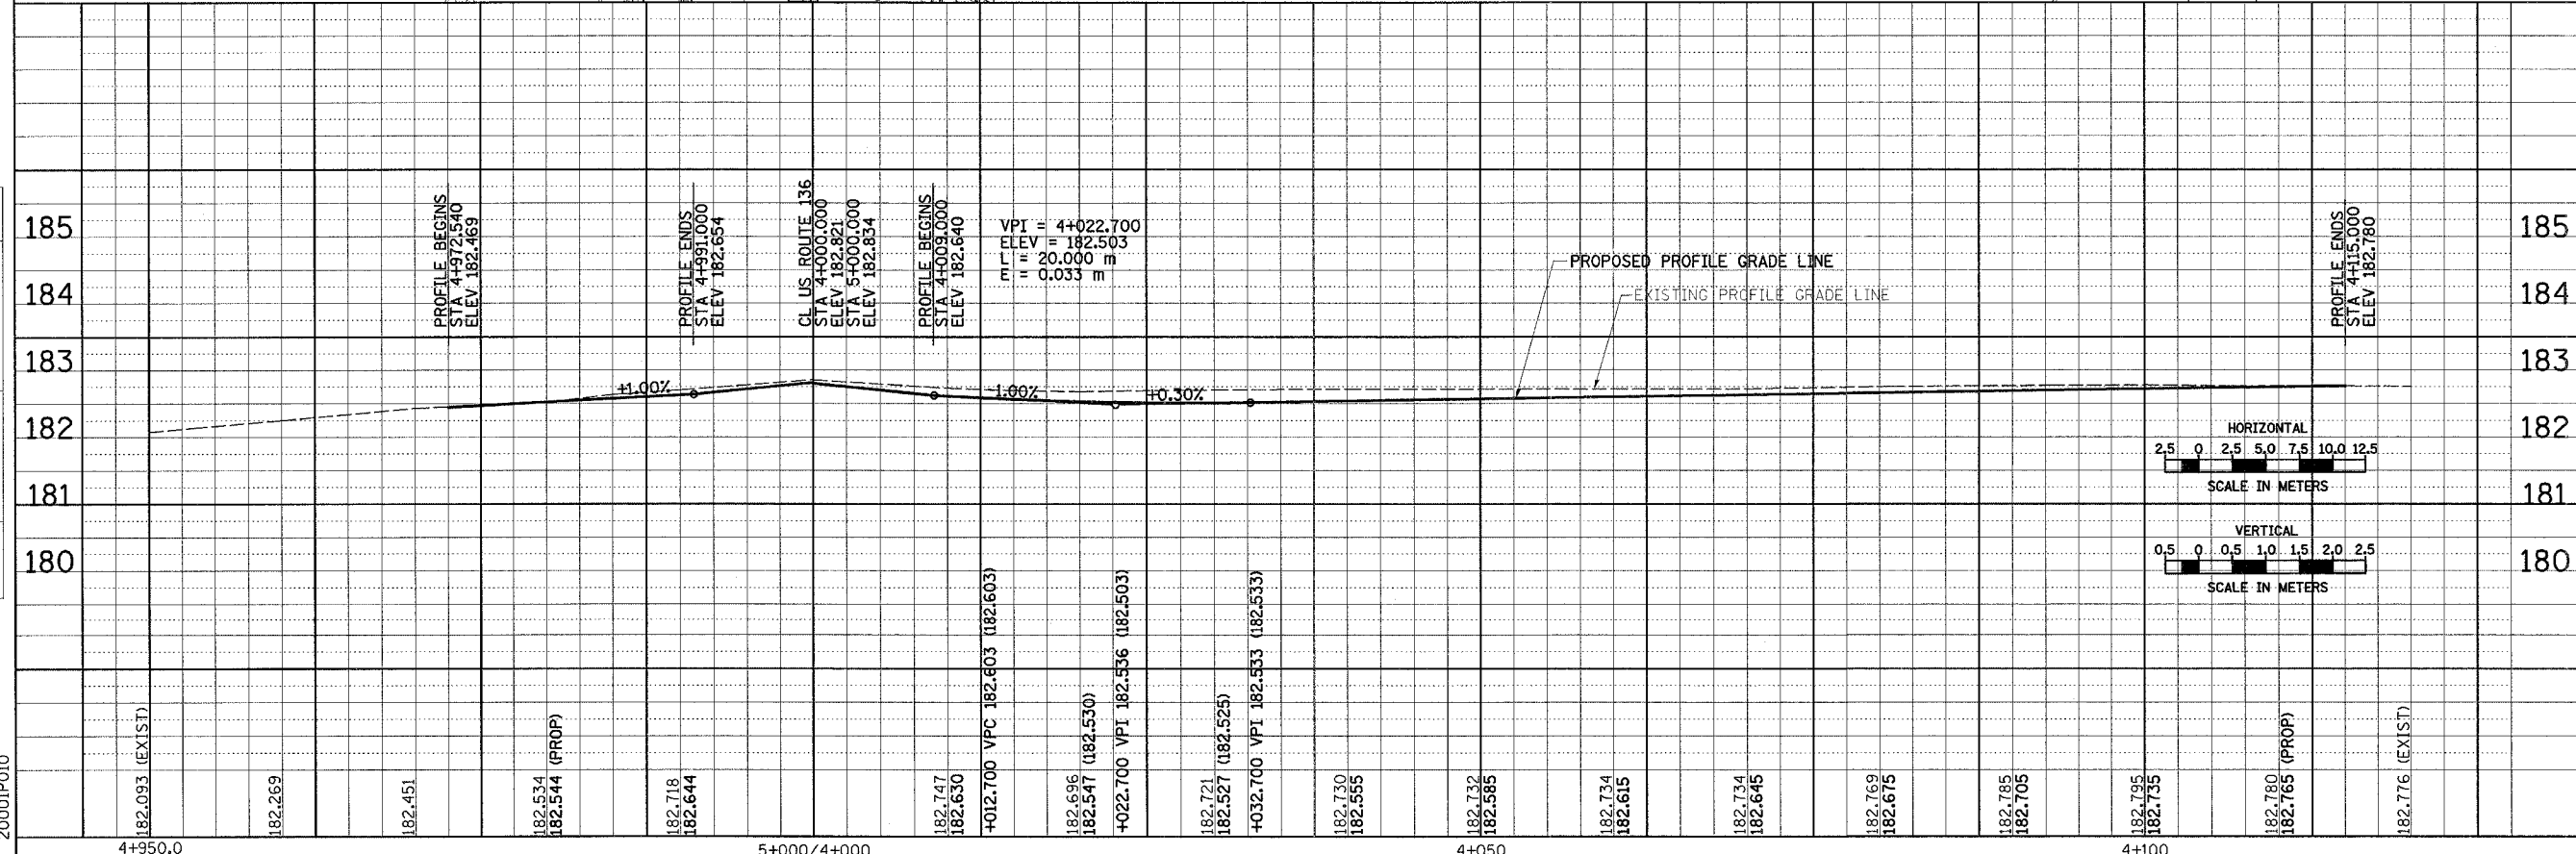 PROFILE BEGINS
STA 4+972.540
ELEV 182.469
PROFILE ENDS
STA 4+991.000
ELEV 182.654
CL US ROUTE 136
STA 4+000.000
ELEV 182.821
STA 5+000.000
ELEV 182.834
PROFILE BEGINS
STA 4+009.000
ELEV 182.640
VPI = 4+022.700
ELEV = 182.503
L = 20.000 m
E = 0.033 m
PROPOSED PROFILE GRADE LINE
EXISTING PROFILE GRADE LINE
PROFILE ENDS
STA 4+115.000
ELEV 182.780
185
185
184
184
183
183
+1.00%
1.00%
+0.30%
182
182
181
181
180
180
HORIZONTAL
2.5 0 2.5 5.0 7.5 10.0 12.5
SCALE IN METERS
VERTICAL
0.5 0 0.5 1.0 1.5 2.0 2.5
SCALE IN METERS
182.093 (EXIST)
182.269
182.451
182.534
182.544 (PROP)
182.718
182.644
182.747
182.630
+012.700 VPC 182.603 (182.603)
182.696
182.547 (182.530)
+022.700 VPI 182.536 (182.503)
182.721
182.527 (182.525)
+032.700 VPI 182.533 (182.533)
182.730
182.555
182.732
182.585
182.734
182.615
182.734
182.645
182.769
182.675
182.785
182.705
182.795
182.735
182.780
182.765 (PROP)
182.776 (EXIST)
4+950.0
5+000/4+000
4+050
4+100